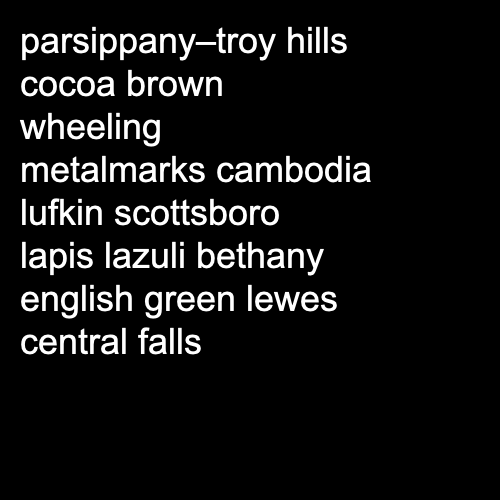 parsippany–troy hills
cocoa brown
wheeling
metalmarks cambodia
lufkin scottsboro
lapis lazuli bethany
english green lewes
central falls